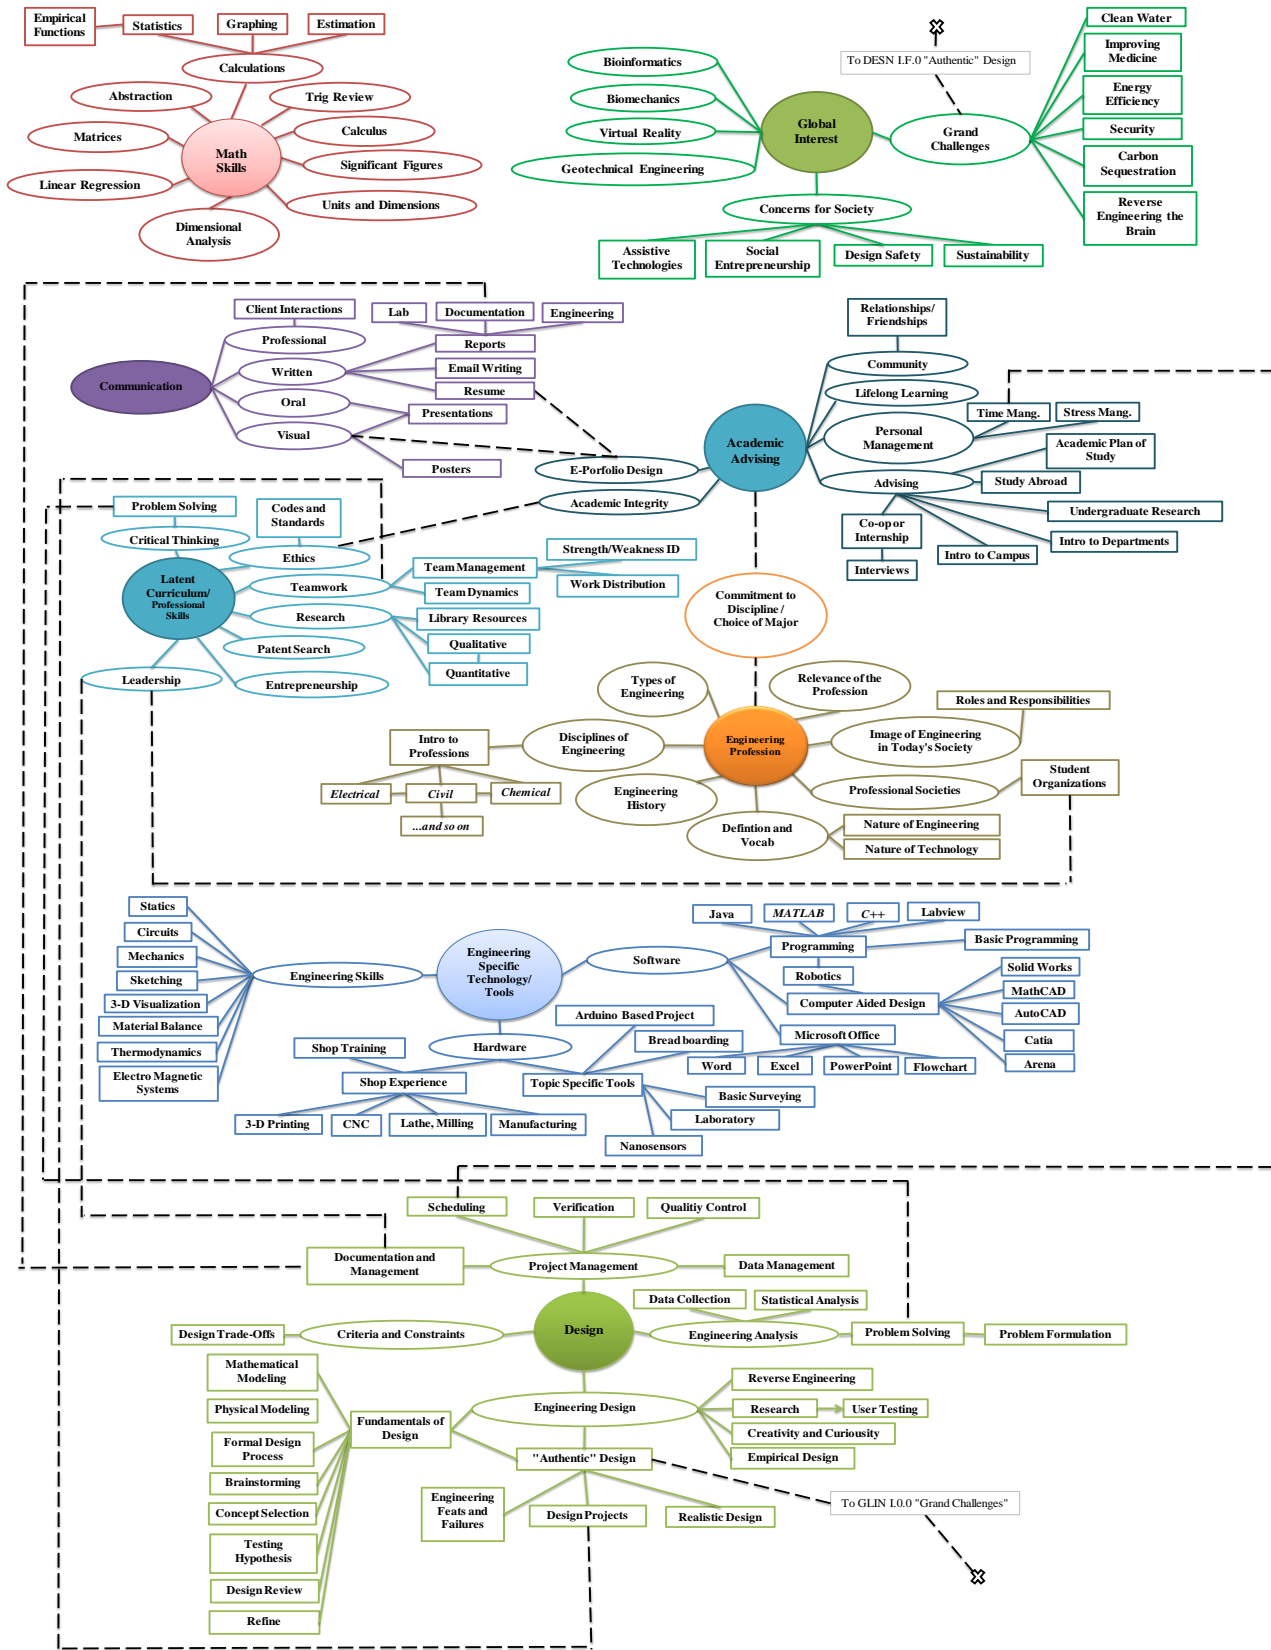 Empirical
Functions
Statistics
Graphing
Estimation
Calculations
Abstraction
Trig Review
Matrices
Calculus
Math
Skills
Significant Figures
Linear Regression
Units and Dimensions
Dimensional
Analysis
To DESN I.F.0 "Authentic" Design
Clean Water
Improving
Medicine
Bioinformatics
Energy
Efficiency
Biomechanics
Global
Interest
Security
Virtual Reality
Grand
Challenges
Carbon
Sequestration
Geotechnical Engineering
Reverse
Engineering the
Brain
Concerns for Society
Assistive
Technologies
Social
Entrepreneurship
Design Safety
Sustainability
Client Interactions
Lab
Documentation
Engineering
Professional
Reports
Communication
Written
Email Writing
Resume
Oral
Presentations
Visual
Posters
Relationships/
Friendships
Community
Lifelong Learning
Time Mang.
Stress Mang.
Academic
Advising
Personal
Management
Academic Plan of
Study
E-Porfolio Design
Advising
Study Abroad
Academic Integrity
Undergraduate Research
Co-op or
Internship
Intro to Departments
Intro to Campus
Interviews
Problem Solving
Codes and
Standards
Critical Thinking
Ethics
Strength/Weakness ID
Team Management
Latent
Curriculum/
Professional
Skills
Teamwork
Work Distribution
Team Dynamics
Research
Library Resources
Patent Search
Qualitative
Quantitative
Leadership
Entrepreneurship
Commitment to
Discipline /
Choice of Major
Types of
Engineering
Relevance of the
Profession
Roles and Responsibilities
Intro to
Professions
Disciplines of
Engineering
Engineering
Profession
Image of Engineering
in Today's Society
Student
Organizations
Electrical
Civil
Chemical
Engineering
History
Professional Societies
...and so on
Defintion and
Vocab
Nature of Engineering
Nature of Technology
Statics
Circuits
Mechanics
Sketching
3-D Visualization
Material Balance
Thermodynamics
Electro Magnetic
Systems
Engineering Skills
Engineering
Specific
Technology/
Tools
Software
Java
MATLAB
C++
Labview
Programming
Basic Programming
Robotics
Solid Works
Computer Aided Design
MathCAD
AutoCAD
Catia
Arena
Arduino Based Project
Bread boarding
Microsoft Office
Word
Excel
PowerPoint
Flowchart
Hardware
Shop Training
Shop Experience
Topic Specific Tools
Basic Surveying
Laboratory
3-D Printing
CNC
Lathe, Milling
Manufacturing
Nanosensors
Scheduling
Verification
Qualitiy Control
Documentation and
Management
Project Management
Data Management
Data Collection
Statistical Analysis
Design Trade-Offs
Criteria and Constraints
Design
Engineering Analysis
Problem Solving
Problem Formulation
Mathematical
Modeling
Reverse Engineering
Physical Modeling
Engineering Design
Research
User Testing
Fundamentals of
Design
Creativity and Curiousity
Formal Design
Process
"Authentic" Design
Empirical Design
Brainstorming
Engineering
Feats and
Failures
To GLIN I.0.0 "Grand Challenges"
Concept Selection
Design Projects
Realistic Design
Testing
Hypothesis
Design Review
Refine